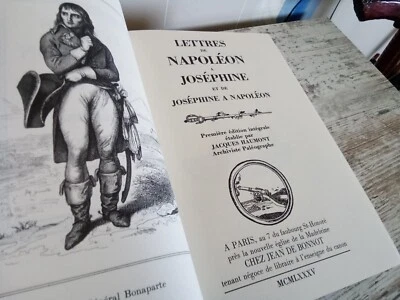 LETTRES
DE
NAPOLÉON
A
JOSÉPHINE
ET DE
JOSÉPHINE A NAPOLÉON
Première édition intégrale
établie par
JACQUES HAUMONT
Archiviste Paléographe
A PARIS, au 7 du faubourg St-Honoré
près la nouvelle église de la Madeleine
CHEZ JEAN DE BONNOT
tenant négoce de libraire à l'enseigne du canon
MCMLXXXV
Général Bonaparte